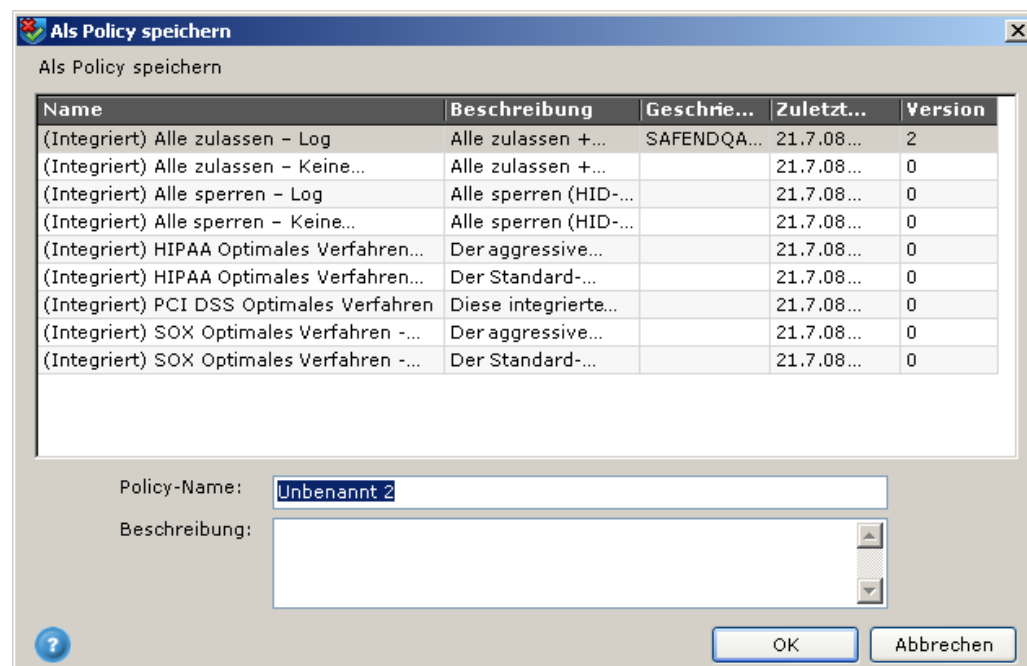 Als Policy speichern
Als Policy speichern
Name Beschreibung Geschrie... Zuletzt... Version
(Integriert) Alle zulassen – Log Alle zulassen +... SAFENDQA... 21.7.08... 2
(Integriert) Alle zulassen – Keine... Alle zulassen +... 21.7.08... 0
(Integriert) Alle sperren – Log Alle sperren (HID-... 21.7.08... 0
(Integriert) Alle sperren – Keine... Alle sperren (HID-... 21.7.08... 0
(Integriert) HIPAA Optimales Verfahren... Der aggressive... 21.7.08... 0
(Integriert) HIPAA Optimales Verfahren... Der Standard-... 21.7.08... 0
(Integriert) PCI DSS Optimales Verfahren Diese integrierte... 21.7.08... 0
(Integriert) SOX Optimales Verfahren -... Der aggressive... 21.7.08... 0
(Integriert) SOX Optimales Verfahren -... Der Standard-... 21.7.08... 0
Policy-Name: Unbenannt 2
Beschreibung:
? OK Abbrechen